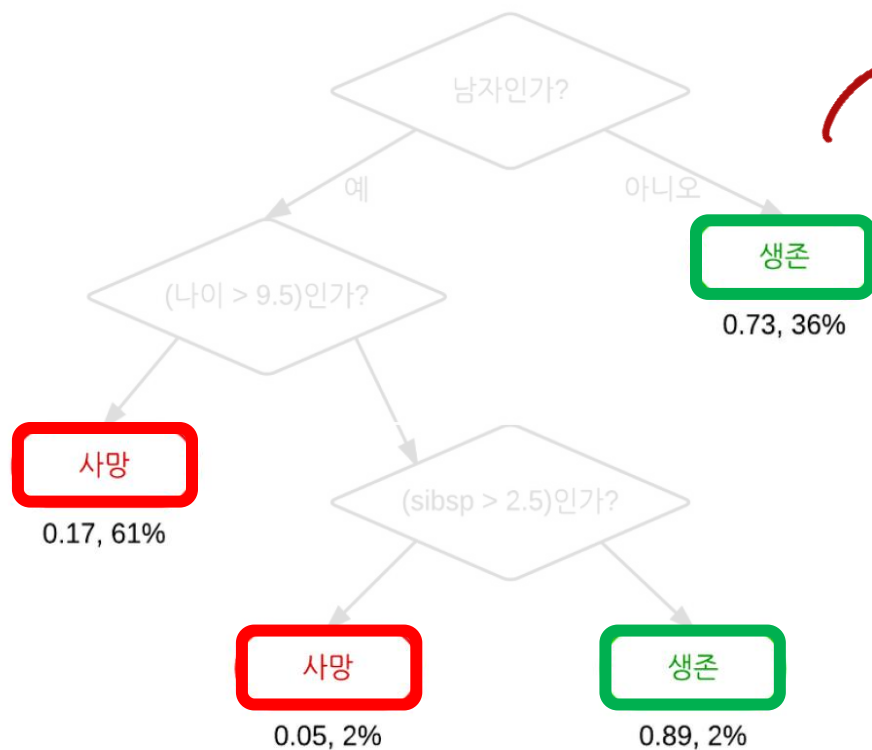 남자인가?
예
아니오
생존
0.73, 36%
(나이 > 9.5)인가?
사망
0.17, 61%
(sibsp > 2.5)인가?
사망
0.05, 2%
생존
0.89, 2%